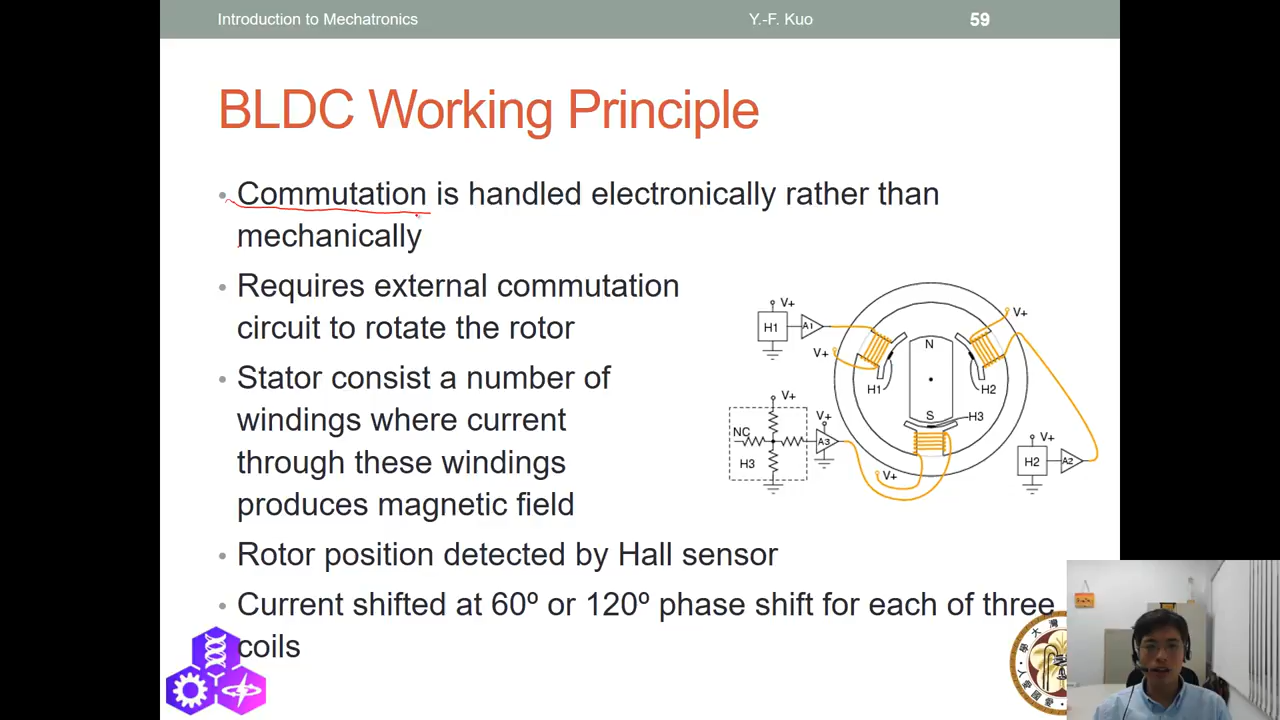 Introduction to Mechatronics
Y.-F. Kuo
59
BLDC Working Principle
• Commutation is handled electronically rather than
mechanically
• Requires external commutation
circuit to rotate the rotor
• Stator consist a number of
windings where current
through these windings
produces magnetic field
• Rotor position detected by Hall sensor
• Current shifted at 60º or 120º phase shift for each of three
coils
V+
H1
A1
V+
V+
N
H1
H2
S
H3
V+
V+
NC
A3
H3
V+
V+
H2
A2